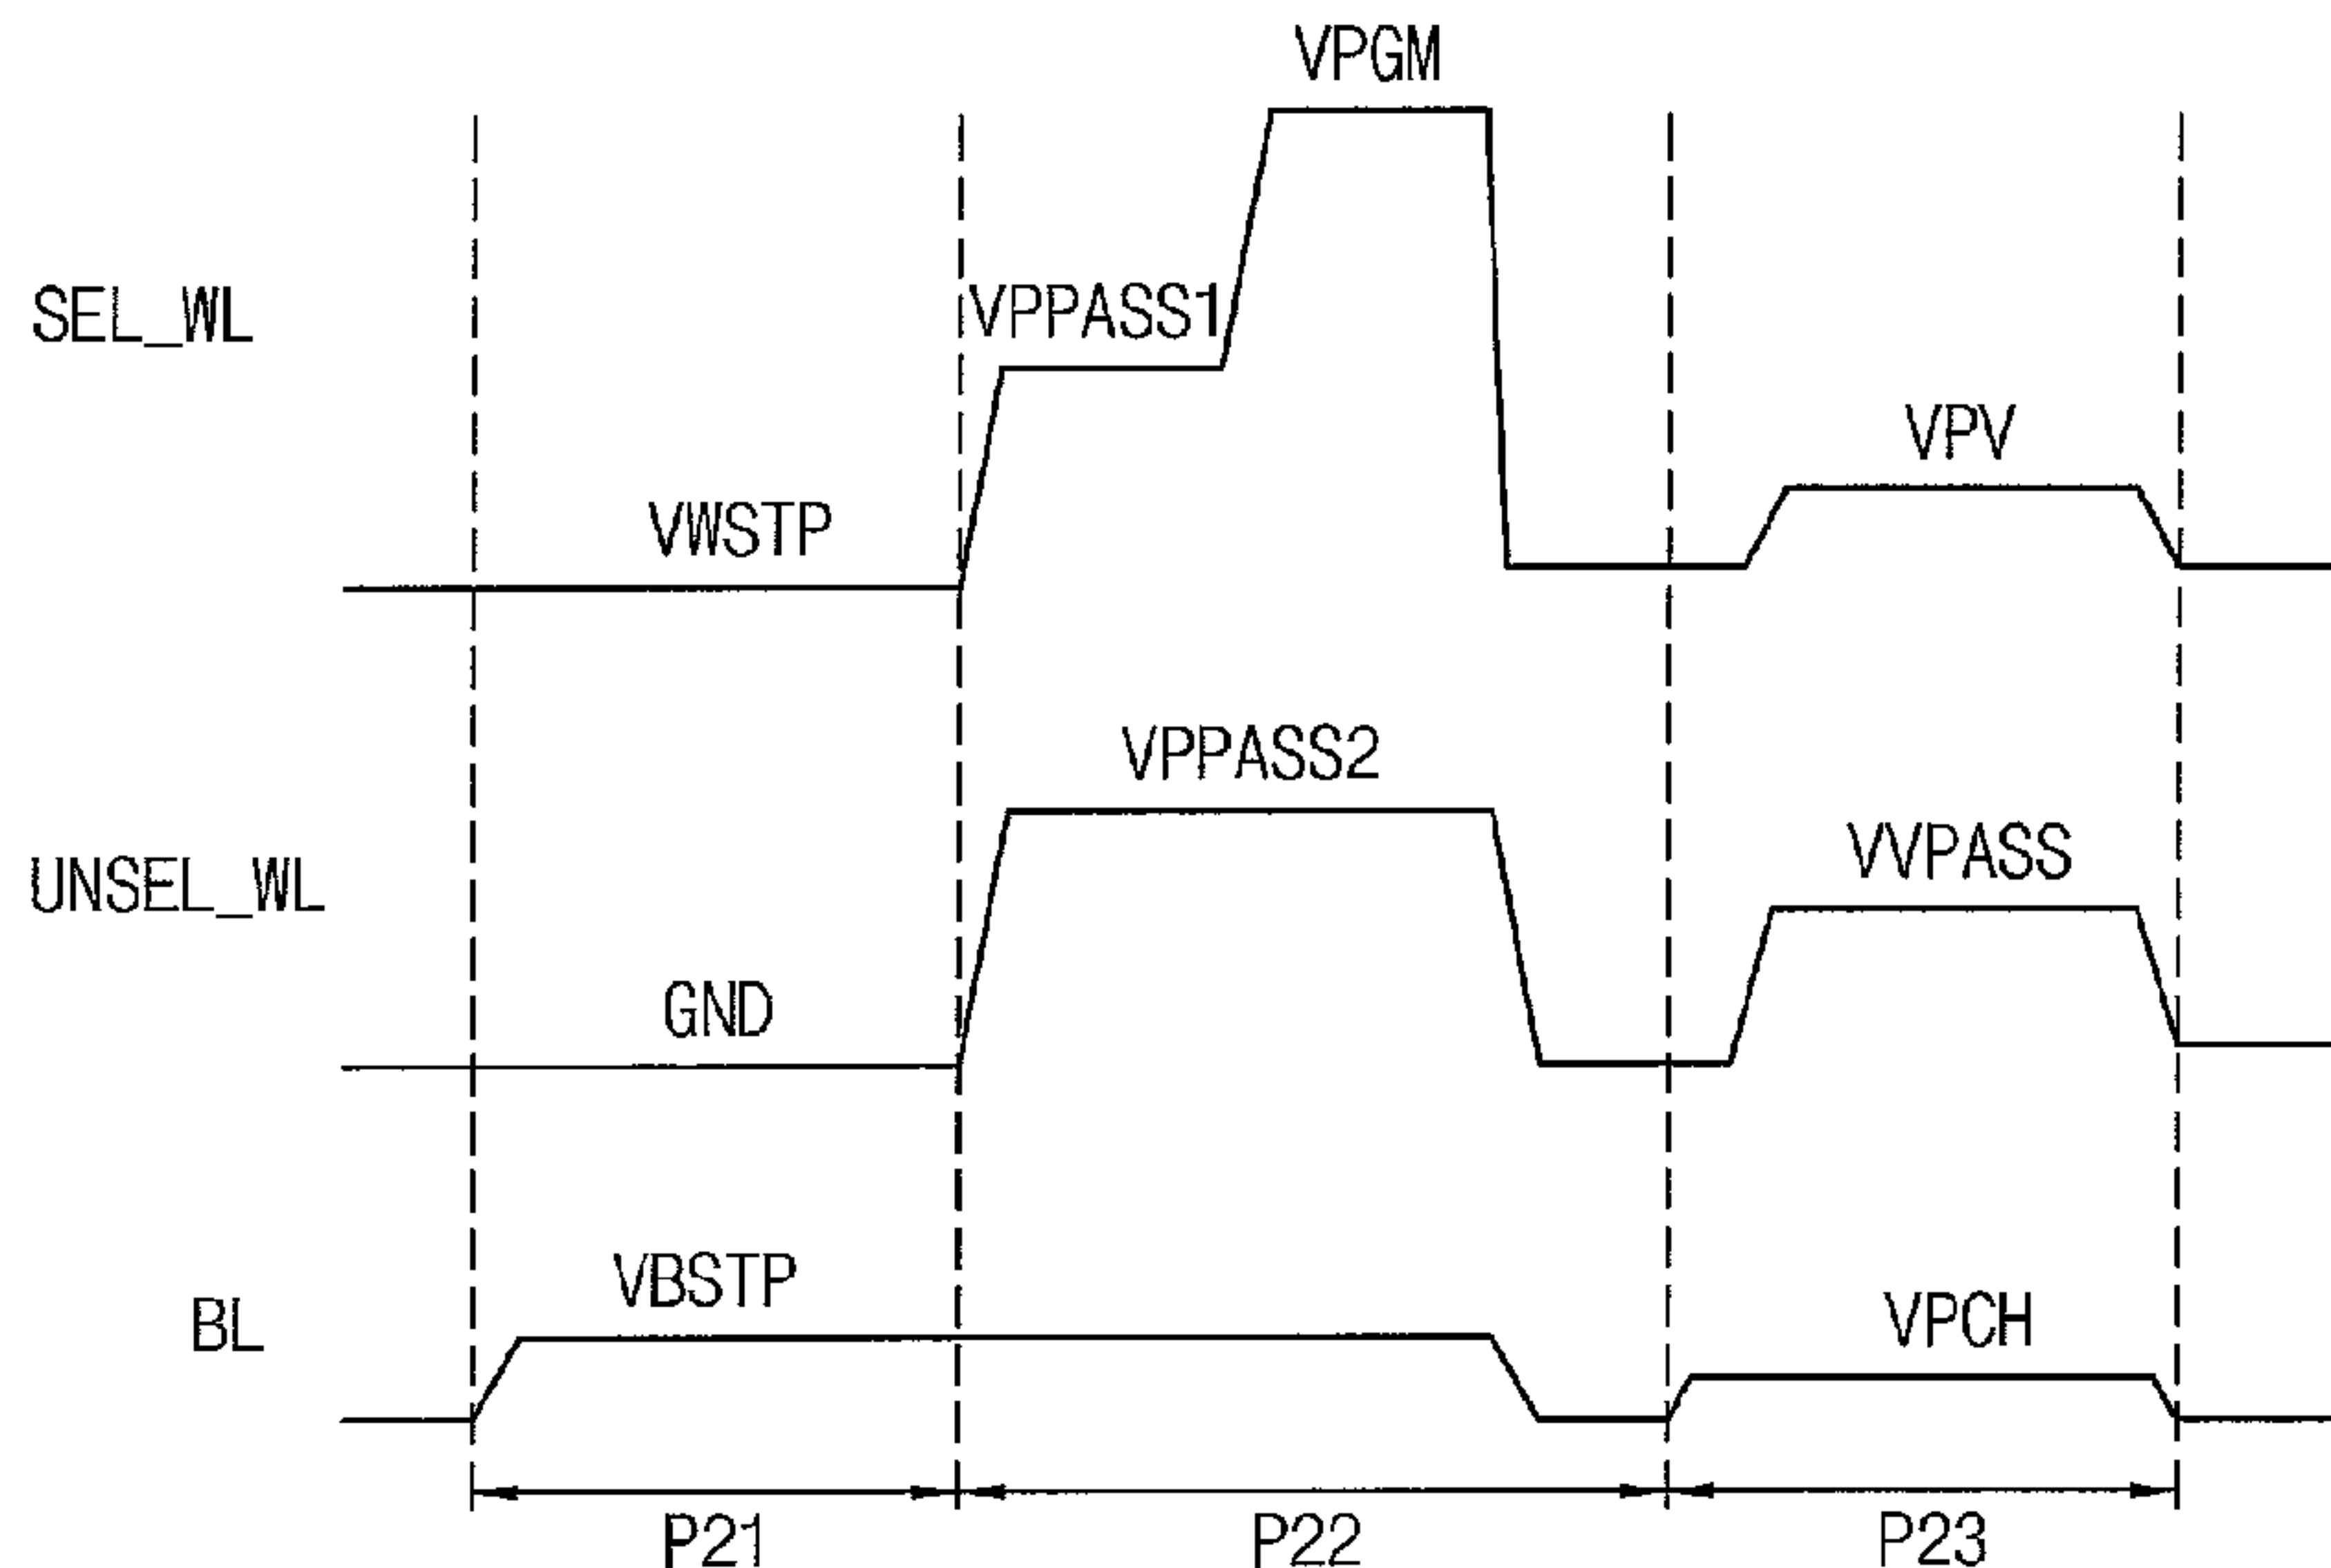 VPGM
SEL_WL
VPPASS1
VPV
VWSTP
VPPASS2
UNSEL_WL
VVPASS
GND
VBSTP
BL
VPCH
P21
P22
P23